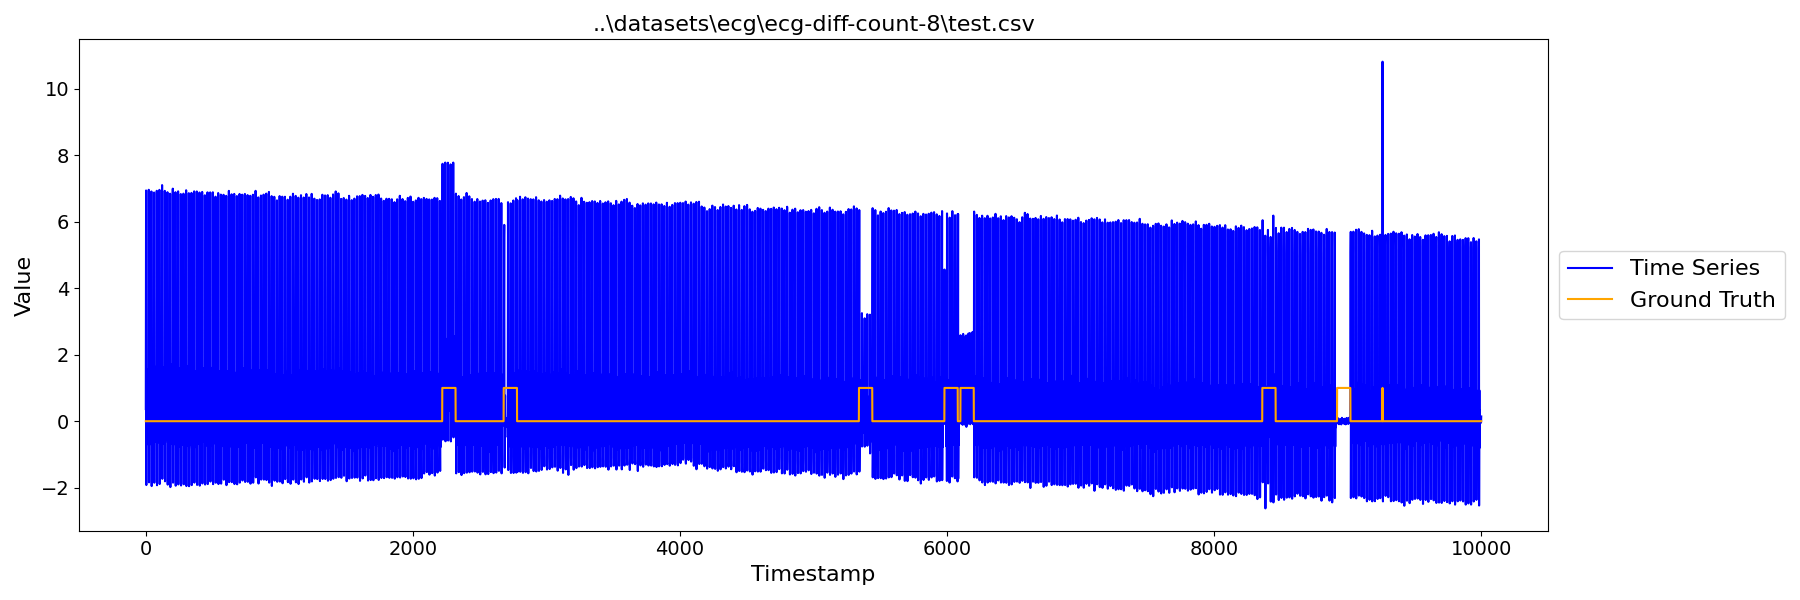 ..\datasets\ecg\ecg-diff-count-8\test.csv
Value
10
8
6
4
2
0
−2
0 2000 4000 6000 8000 10000
Timestamp
Time Series
Ground Truth